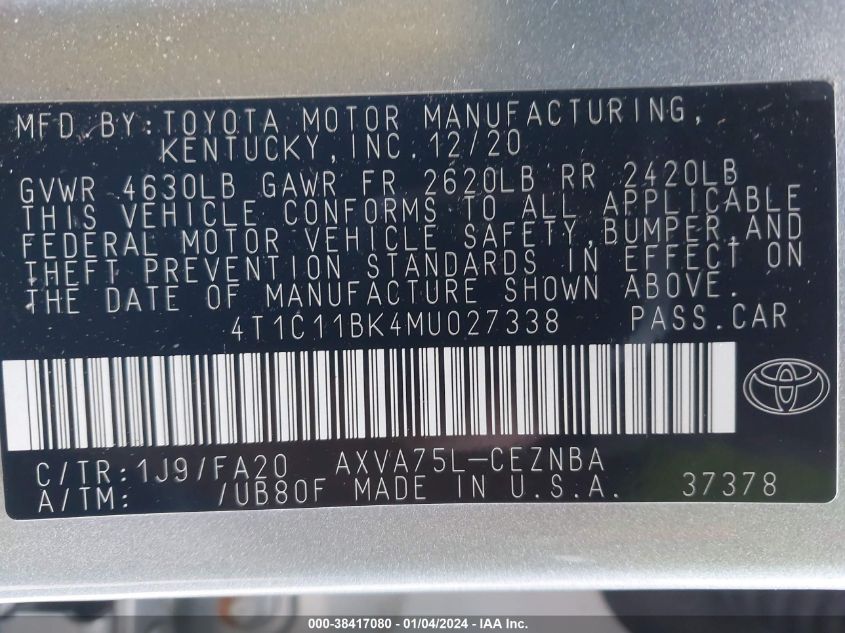 MFD. BY: TOYOTA MOTOR MANUFACTURING,
KENTUCKY, INC. 12/20
GVWR 4630LB GAWR FR 2620LB RR 2420LB
THIS VEHICLE CONFORMS TO ALL APPLICABLE
FEDERAL MOTOR VEHICLE SAFETY, BUMPER, AND
THEFT PREVENTION STANDARDS IN EFFECT ON
THE DATE OF MANUFACTURE SHOWN ABOVE.
4T1C11BK4MU027338 PASS.CAR
C/TR: 1J9/FA20 AXVA75L-CEZNBA
A/TM: /UB80F MADE IN U.S.A. 37378
000-38417080 - 01/04/2024 - IAA Inc.